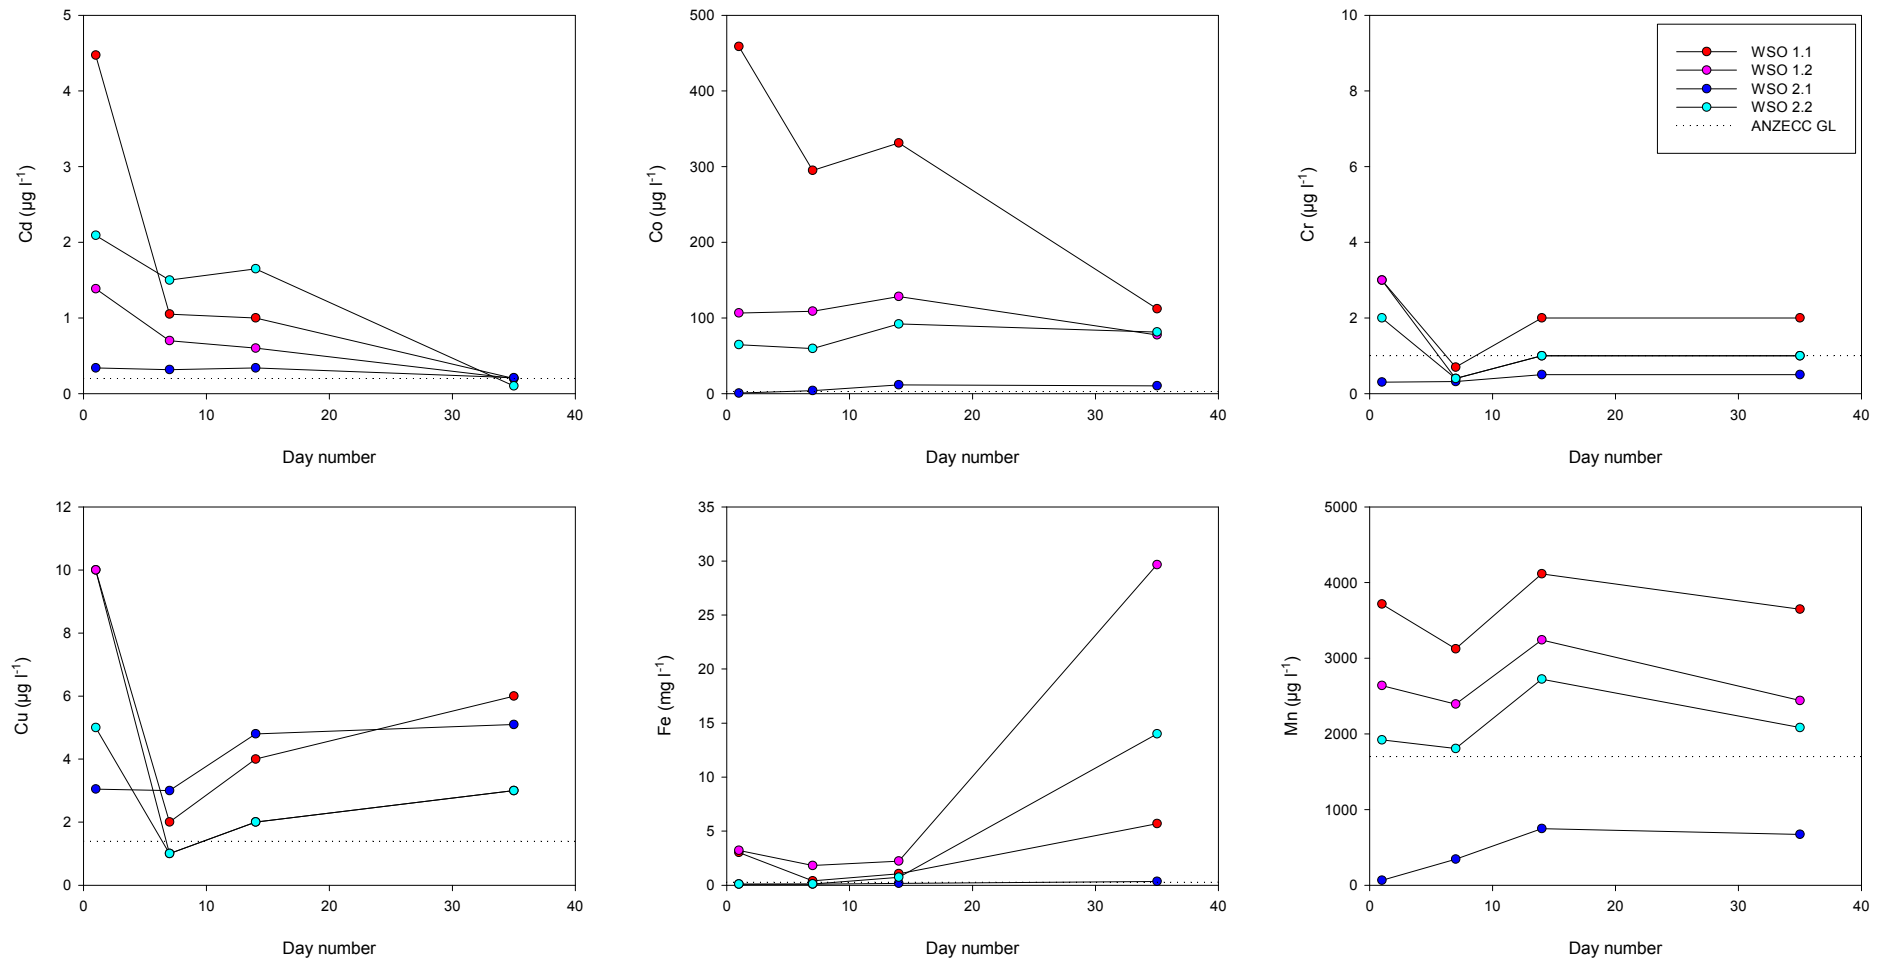 5
4
3
2
1
0
Cd (µg l-1)
0 10 20 30 40
Day number
500
400
300
200
100
0
Co (µg l-1)
0 10 20 30 40
Day number
10
8
6
4
2
0
Cr (µg l-1)
0 10 20 30 40
Day number
WSO 1.1
WSO 1.2
WSO 2.1
WSO 2.2
ANZECC GL
12
10
8
6
4
2
0
Cu (µg l-1)
0 10 20 30 40
Day number
35
30
25
20
15
10
5
0
Fe (mg l-1)
0 10 20 30 40
Day number
5000
4000
3000
2000
1000
0
Mn (µg l-1)
0 10 20 30 40
Day number